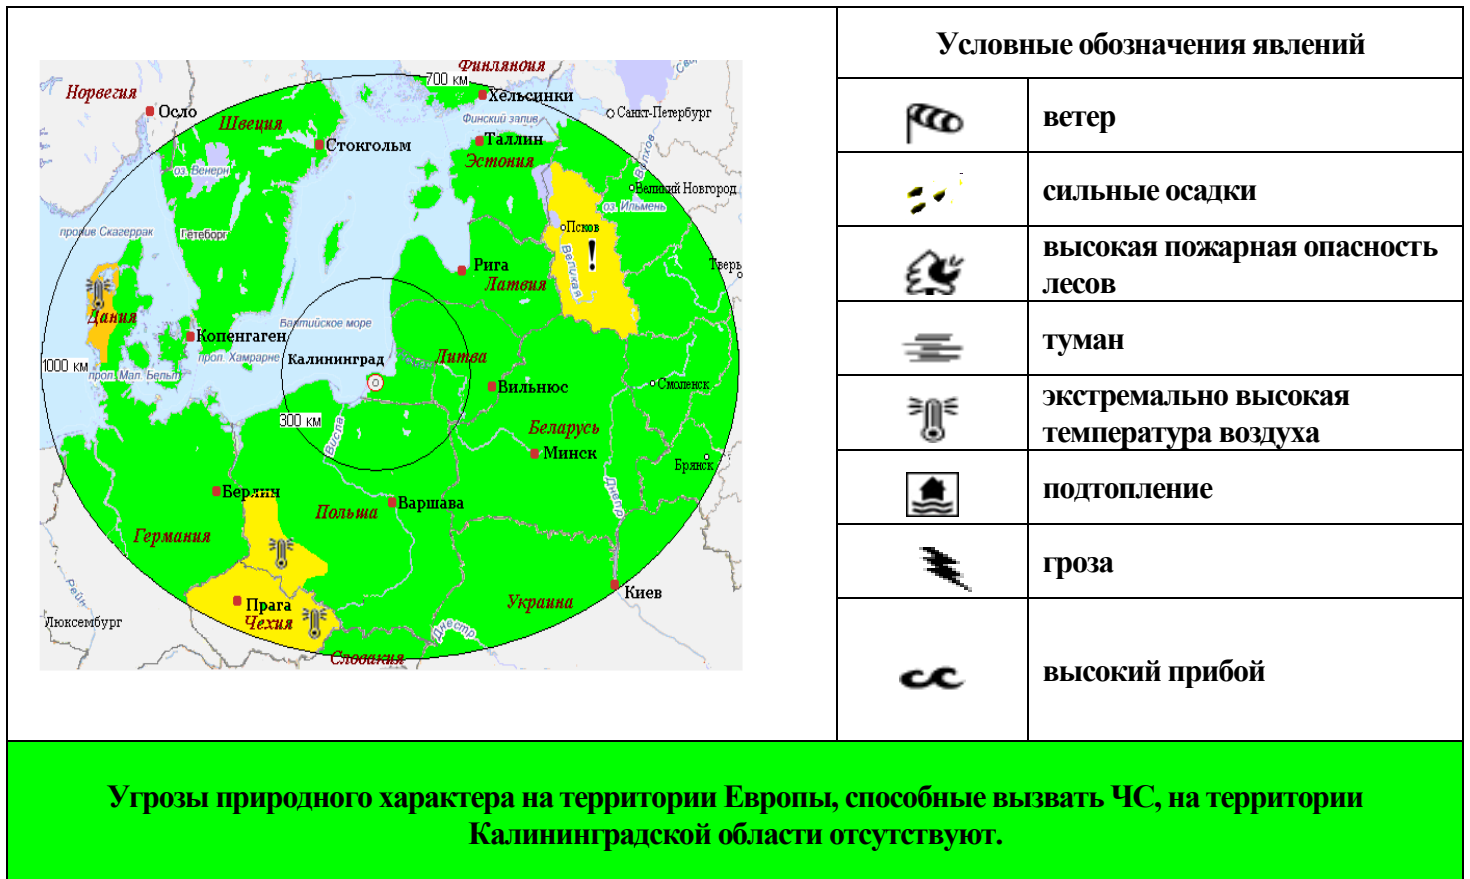 Финляндия
700 км
Норвегия
Хельсинки
Осло
Санкт-Петербург
Финский запив
Швеция
Таллин
Стокгольм
Эстония
Волхов
оз. Венерн
Великий Новгород
оз. Ильмень
пролив Скагеррак
Гетеборг
Псков
!
Великая
Рига
Тверь
Латвия
Дания
Балтийское море
Копенгаген
прол. Хамрарне
Калининград
Литва
1000 км
прол. Мал. Бельт
Вильнюс
Смоленск
300 км
Висла
Беларусь
Минск
Брянск
Берлин
Варшава
Польша
Днепр
Германия
Рейн
Прага
Чехия
Украина
Киев
Люксембург
Днестр
Словакия
Условные обозначения явлений
ветер
сильные осадки
высокая пожарная опасность
лесов
туман
экстремально высокая
температура воздуха
подтопление
гроза
высокий прибой
Угрозы природного характера на территории Европы, способные вызвать ЧС, на территории
Калининградской области отсутствуют.